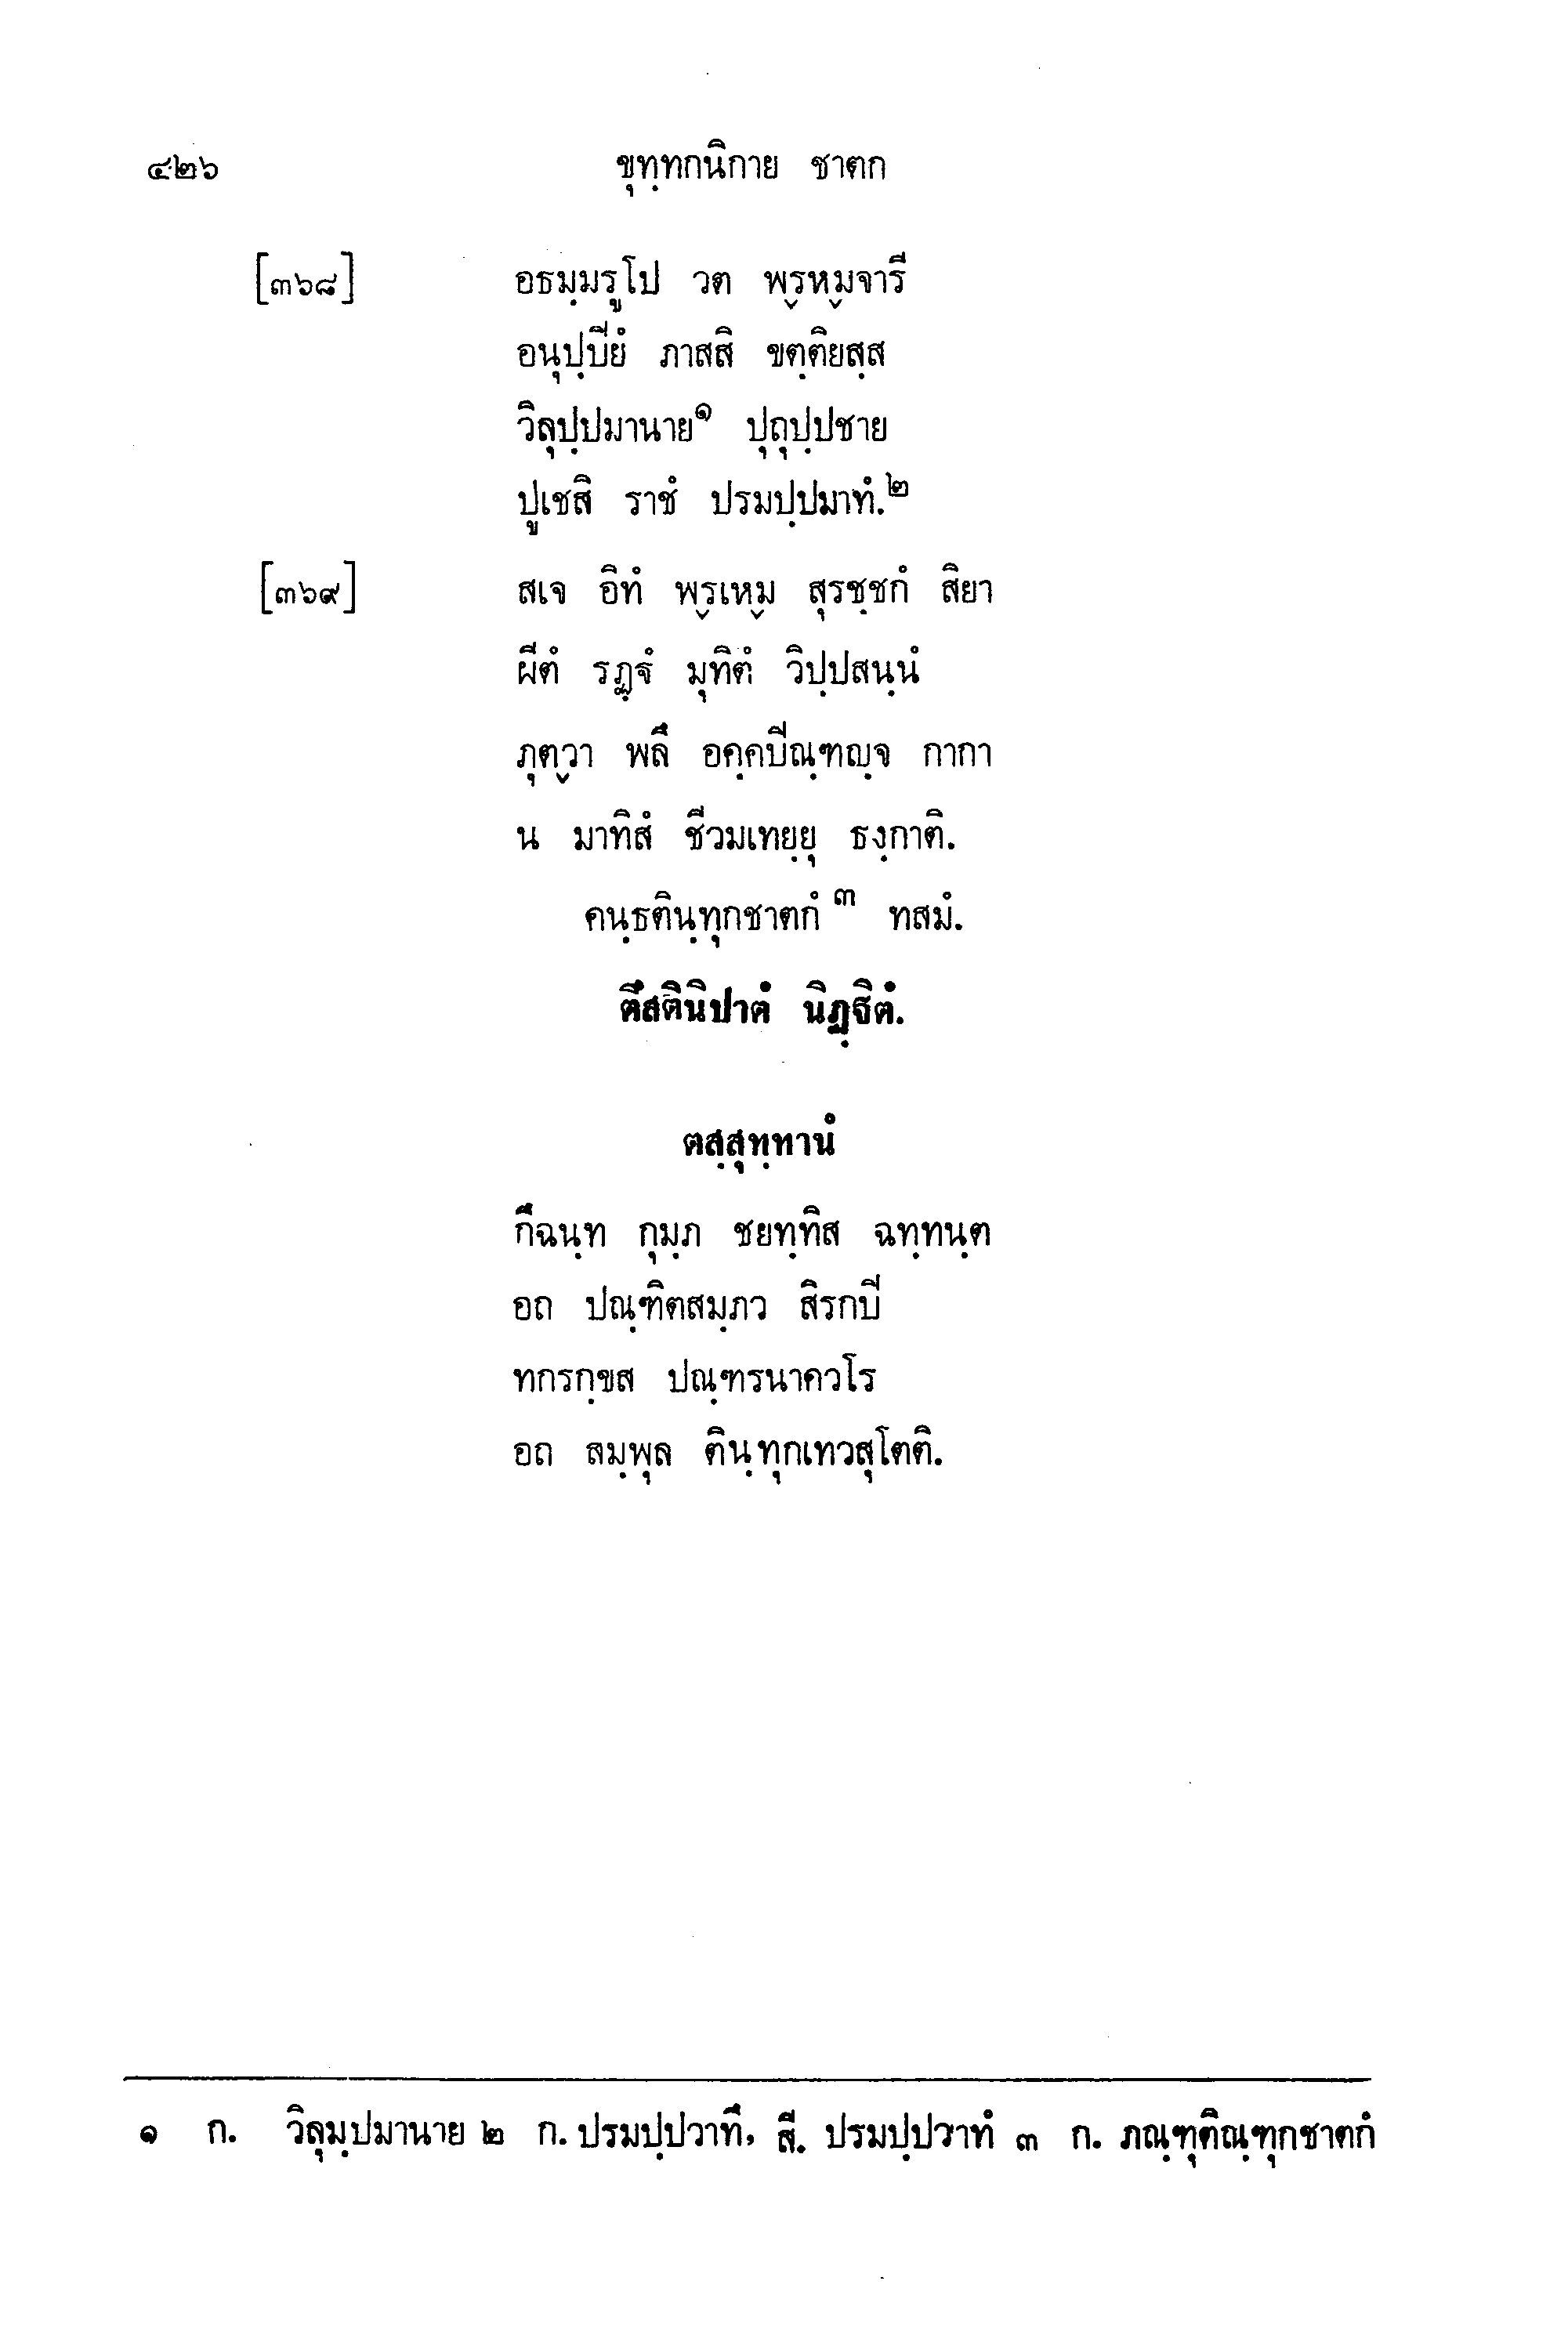 ๔๒๖ ขุทฺทกนิกาย ชาตก
[๓๖๘] อธมฺมรูโป วต พฺรหฺมจารี
อนุปฺปียํ ภาสสิ ขตฺติยสฺส
วิลุปฺปมานาย๑ ปุถุปฺปชาย
ปูเชสิ ราชํ ปรมปฺปมาทํ.๒
[๓๖๙] สเจ อิทํ พฺรเหฺม สุรชฺชกํ สิยา
ผีตํ รฏฺฐํ มุทิตํ วิปฺปสนฺนํ
ภุตฺวา พลึ อคฺคปิณฺฑญฺจ กากา
น มาทิสํ ชีวมเทยฺยุ ธงฺกาติ.
คนฺธตินฺทุกชาตกํ ๓ ทสมํ.
ตึสตินิปาตํ นิฏฺฐิตํ.
ตสฺสุทฺทานํ
กึฉนฺท กุมฺภ ชยทฺทิส ฉทฺทนฺต
อถ ปณฺฑิตสมฺภว สิรกปิ
ทกรกฺขส ปณฺฑรนาควโร
อถ สมฺพุล ตินฺทุกเทวสุโตติ.
๑ ก. วิลุมฺปมานาย ๒ ก. ปรมปฺปวาทึ, สี. ปรมปฺปวาทํ ๓ ก. ภณฺฑุติณฺฑุกชาตกํ